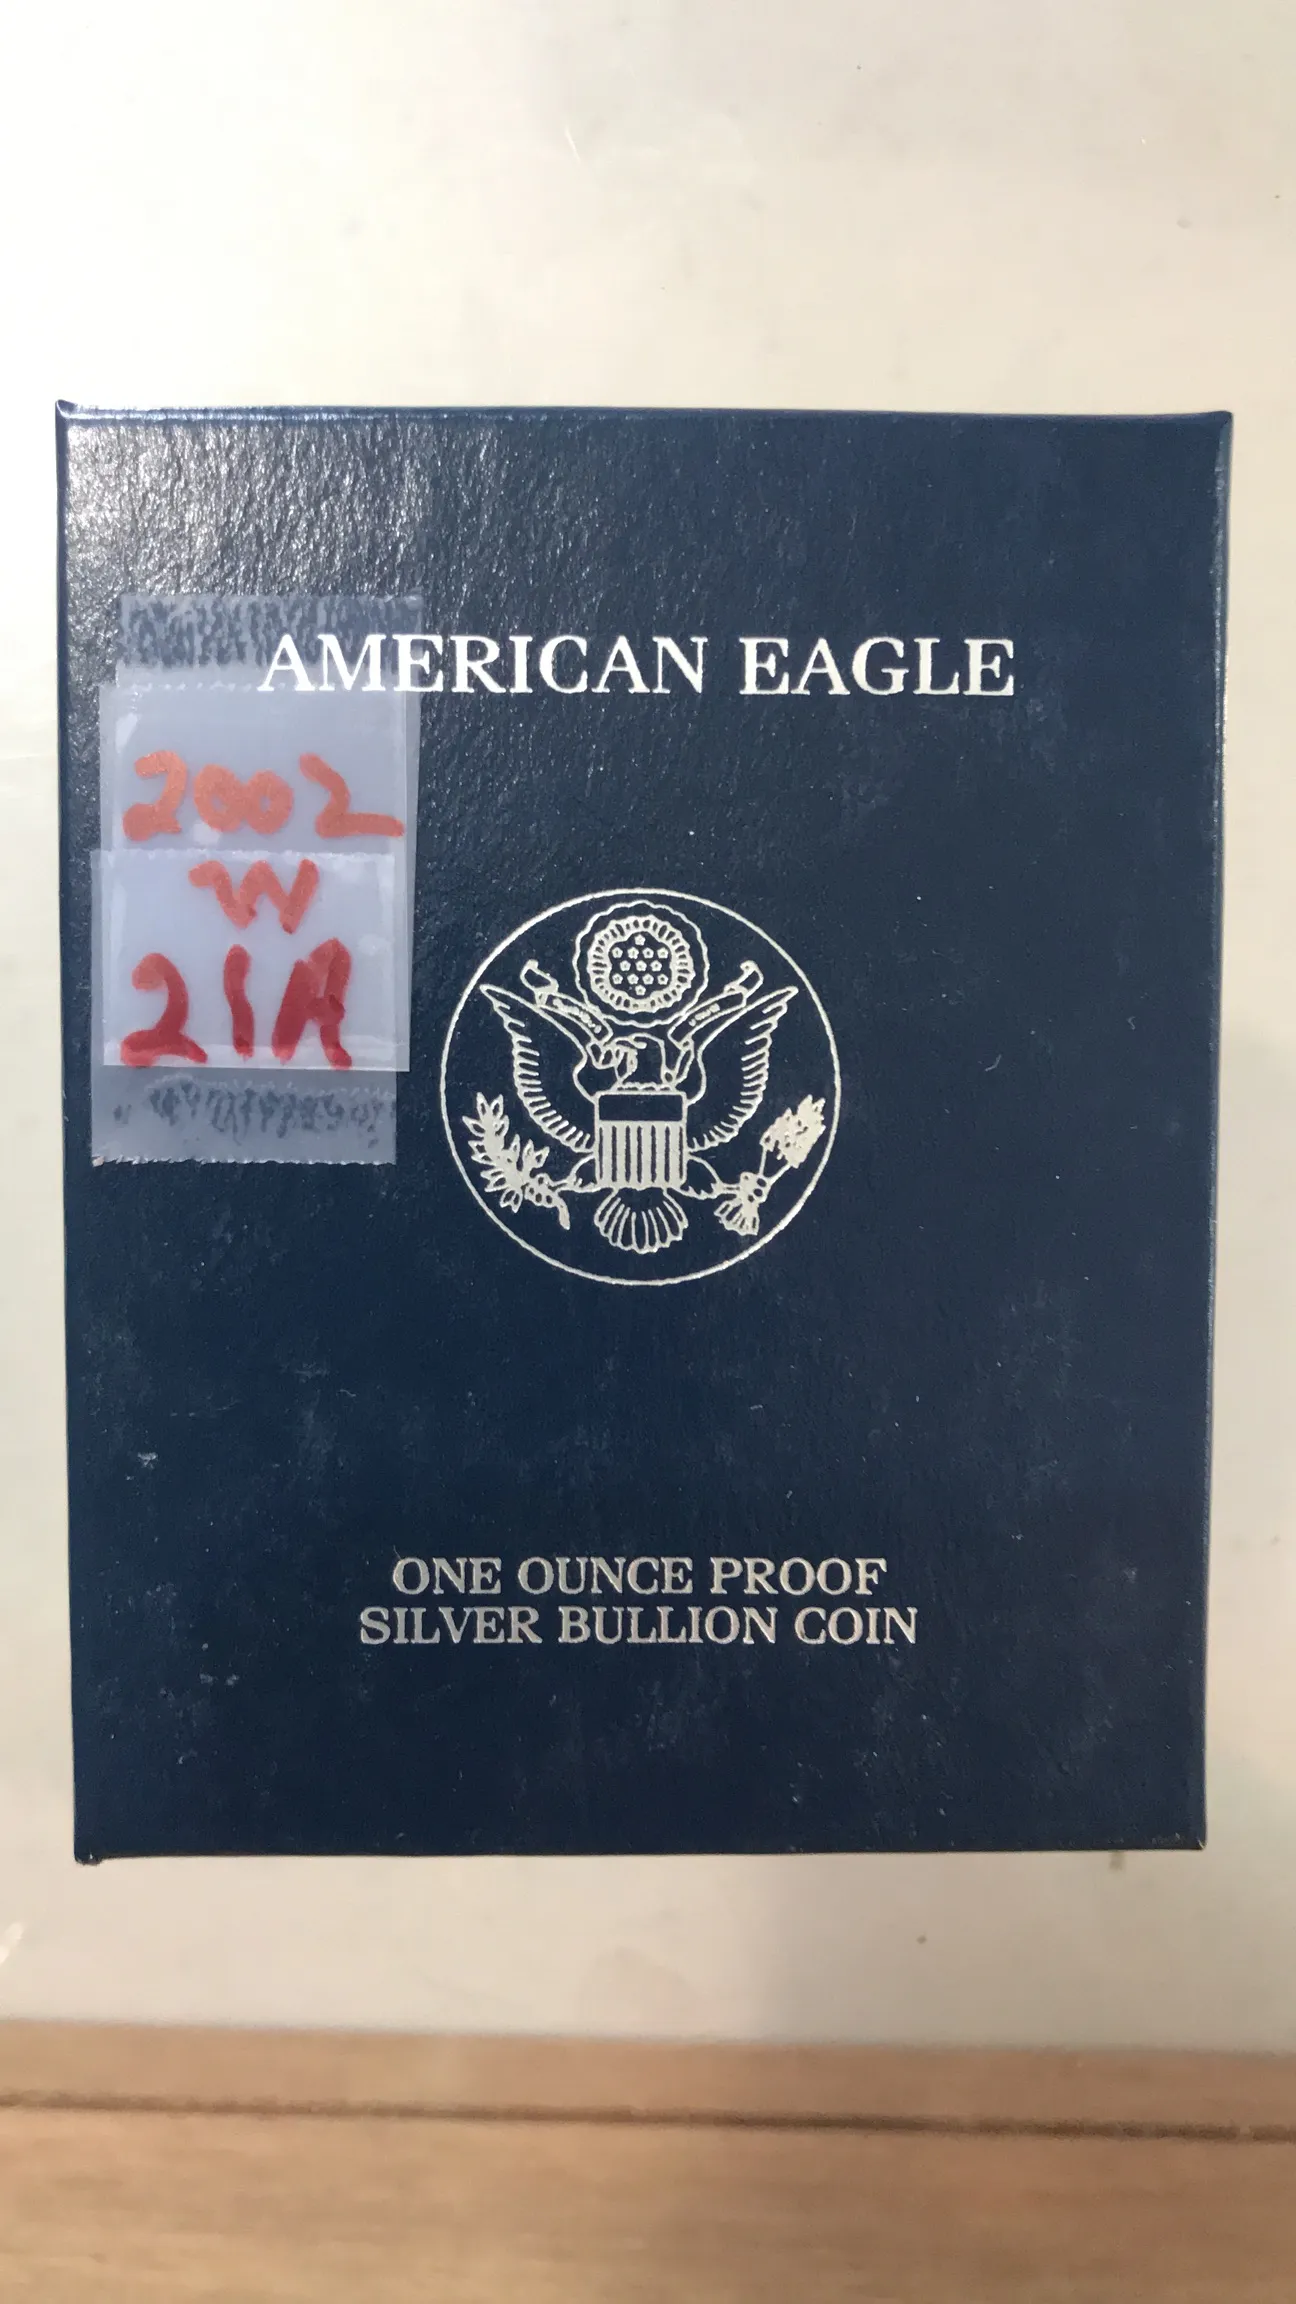 AMERICAN EAGLE
2002
W
21A
ONE OUNCE PROOF
SILVER BULLION COIN